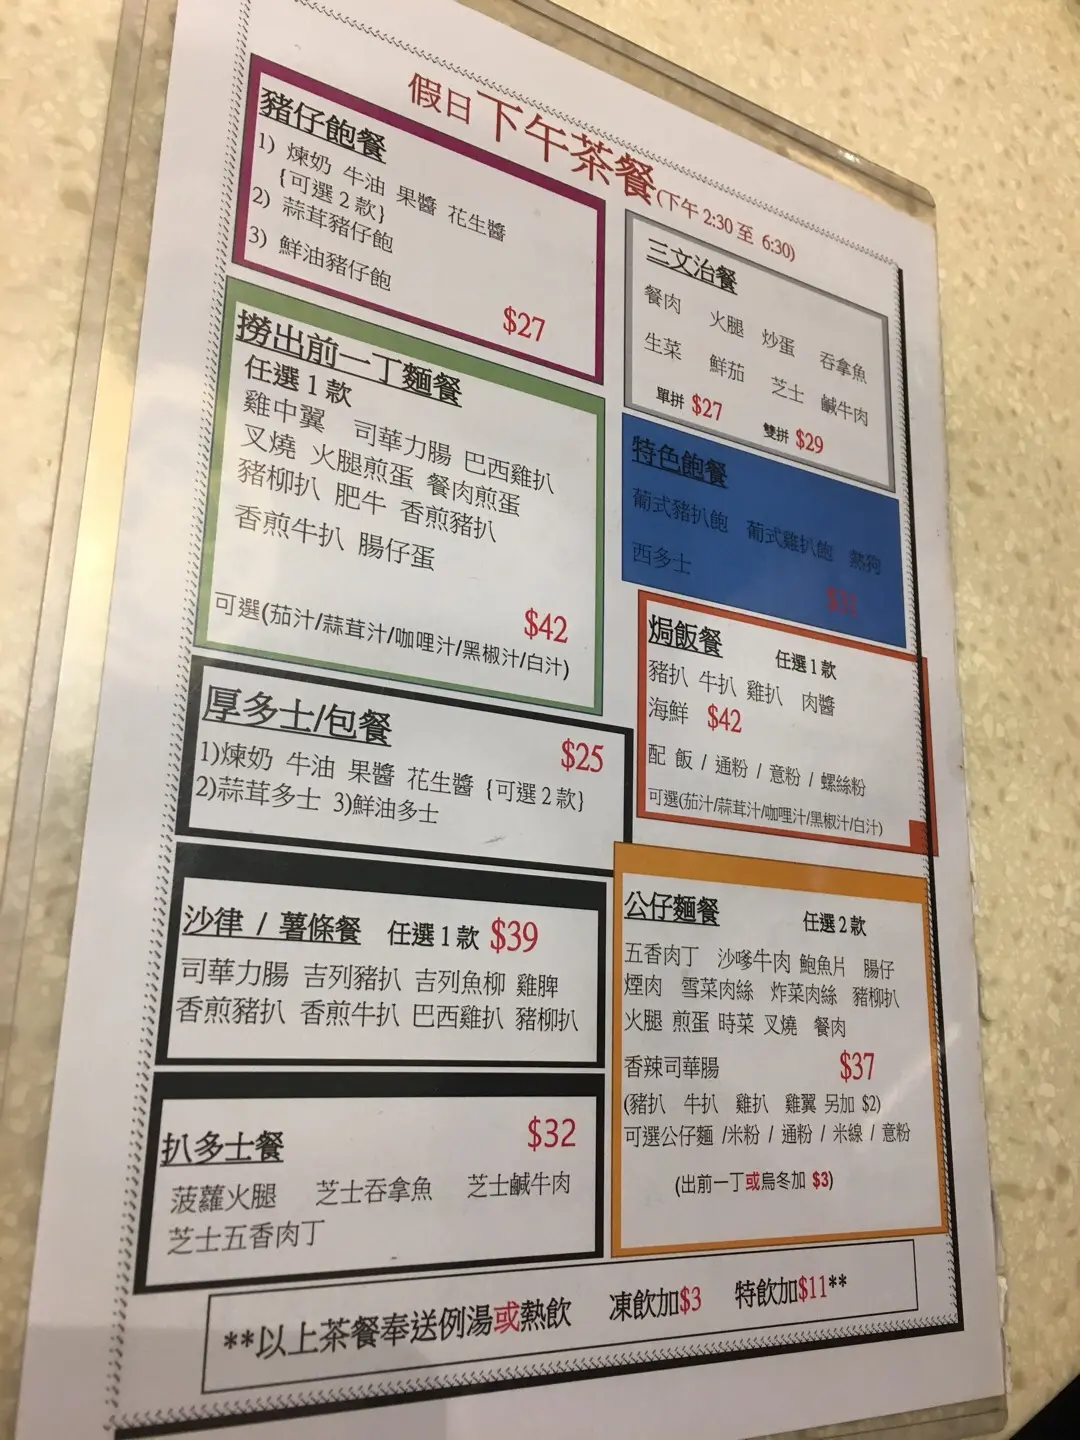 假日下午茶餐(下午 2:30 至 6:30)
豬仔飽餐
1) 煉奶 牛油 果醬 花生醬
{可選 2 款}
2) 蒜茸豬仔飽
3) 鮮油豬仔飽
$27
撈出前一丁麵餐
任選 1 款
雞中翼 司華力腸 巴西雞扒
叉燒 火腿煎蛋 餐肉煎蛋
豬柳扒 肥牛 香煎豬扒
香煎牛扒 腸仔蛋
$42
可選(茄汁/蒜茸汁/咖哩汁/黑椒汁/白汁)
厚多士/包餐
$25
1)煉奶 牛油 果醬 花生醬 {可選 2 款}
2)蒜茸多士 3)鮮油多士
沙律 / 薯條餐 任選 1 款 $39
司華力腸 吉列豬扒 吉列魚柳 雞脾
香煎豬扒 香煎牛扒 巴西雞扒 豬柳扒
扒多士餐
$32
菠蘿火腿 芝士吞拿魚 芝士鹹牛肉
芝士五香肉丁
三文治餐
餐肉 火腿 炒蛋 吞拿魚
生菜 鮮茄 芝士 鹹牛肉
單拼 $27 雙拼 $29
特色飽餐
葡式豬扒飽 葡式雞扒飽 熱狗
西多士
$31
焗飯餐 任選 1 款
豬扒 牛扒 雞扒 肉醬
海鮮 $42
配 飯 / 通粉 / 意粉 / 螺絲粉
可選(茄汁/蒜茸汁/咖哩汁/黑椒汁/白汁)
公仔麵餐 任選 2 款
五香肉丁 沙嗲牛肉 鮑魚片 腸仔
煙肉 雪菜肉絲 炸菜肉絲 豬柳扒
火腿 煎蛋 時菜 叉燒 餐肉
香辣司華腸 $37
(豬扒 牛扒 雞扒 雞翼 另加 $2)
可選公仔麵 /米粉 / 通粉 / 米線 / 意粉
(出前一丁或烏冬加 $3)
**以上茶餐奉送例湯或熱飲 凍飲加$3 特飲加$11**